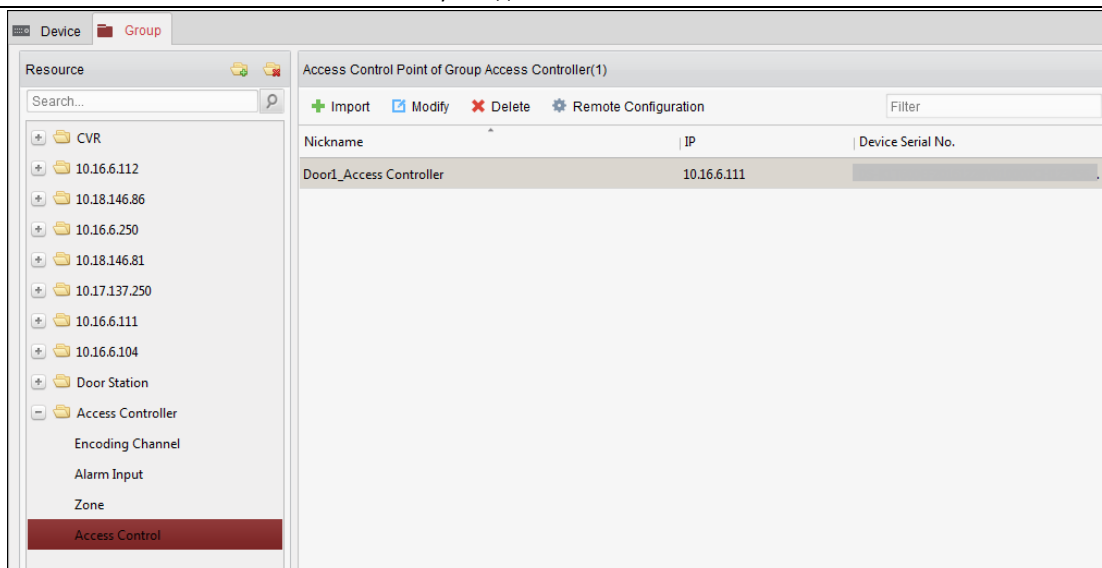 Device Group
Resource
Search...
CVR
10.16.6.112
10.18.146.86
10.16.6.250
10.18.146.81
10.17.137.250
10.16.6.111
10.16.6.104
Door Station
Access Controller
Encoding Channel
Alarm Input
Zone
Access Control
Access Control Point of Group Access Controller(1)
Import Modify Delete Remote Configuration Filter
Nickname IP Device Serial No.
Door1_Access Controller 10.16.6.111